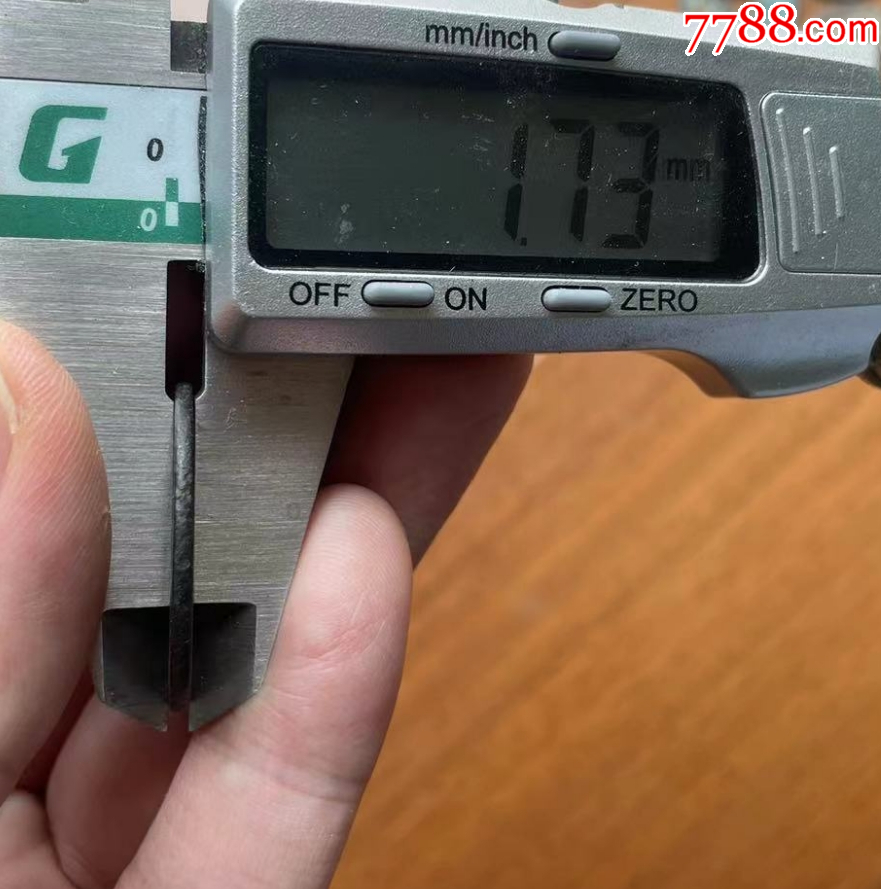 7788.com
mm/inch
G 0
1.73 mm
0
OFF ON ZERO